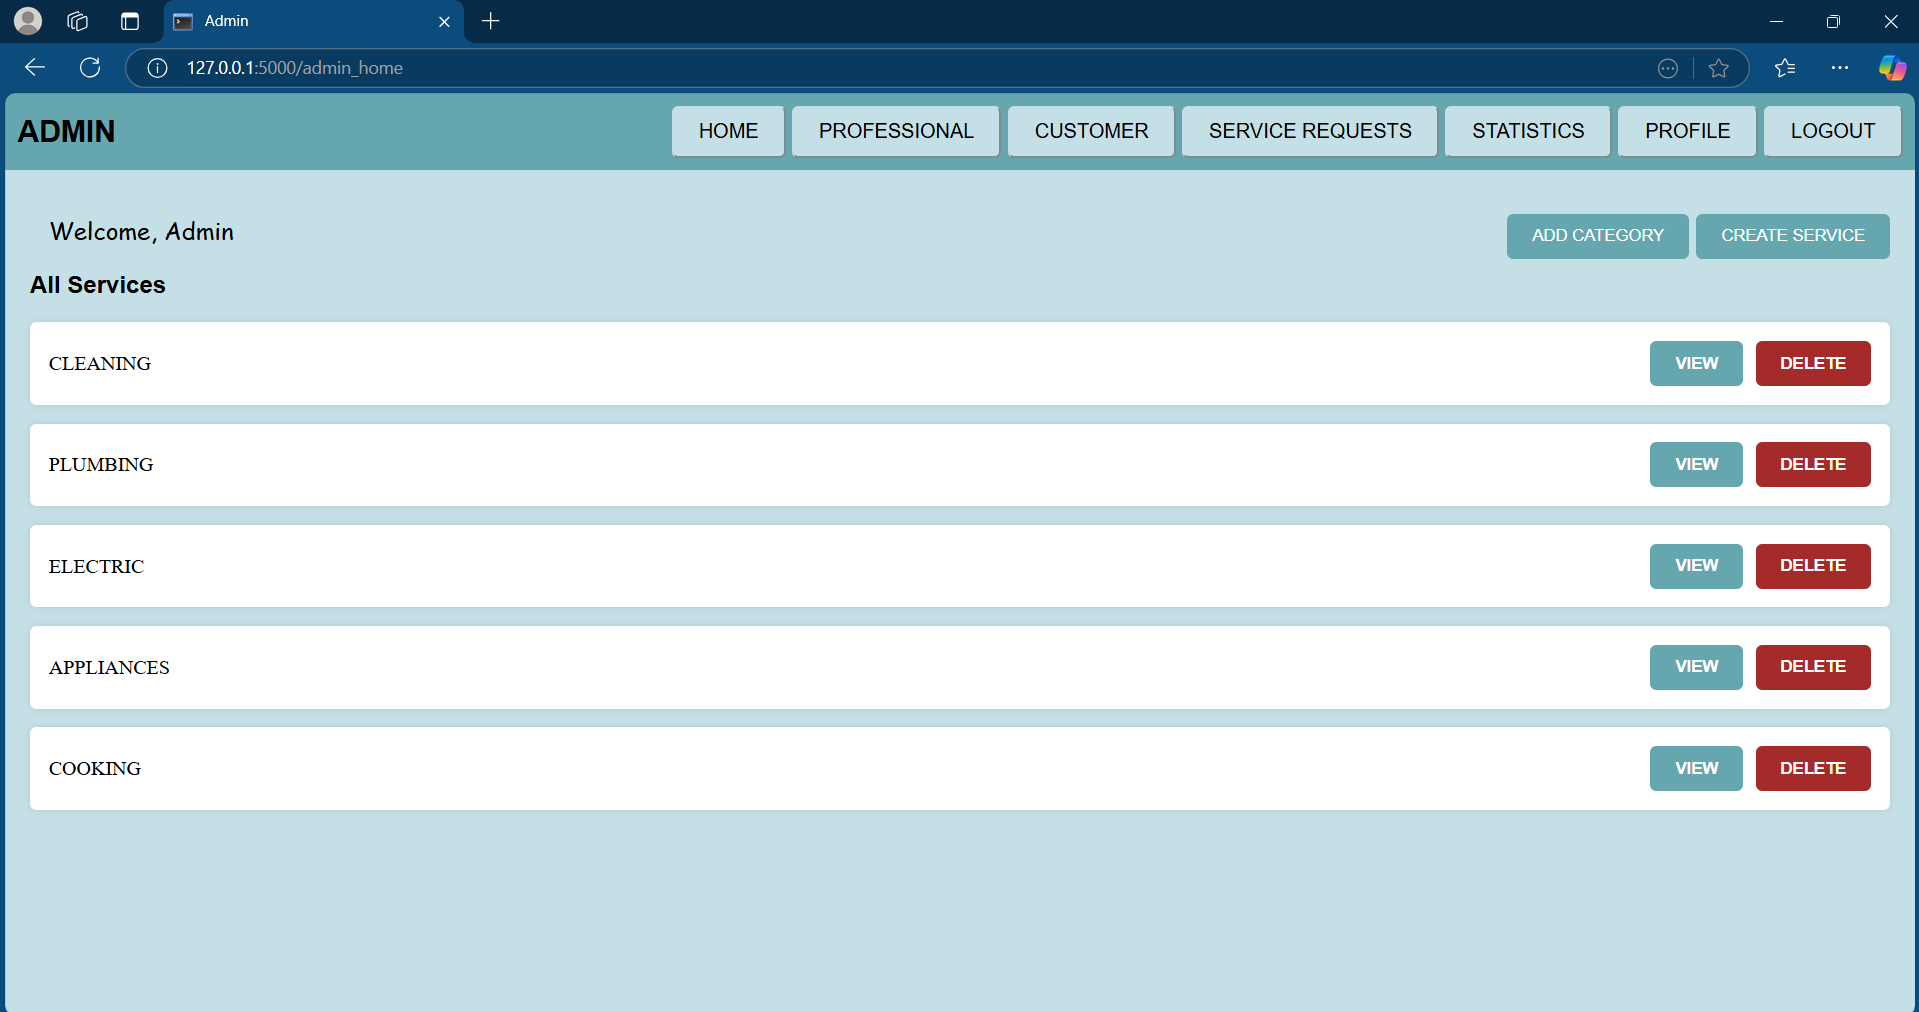 Admin
127.0.0.1:5000/admin_home
ADMIN
HOME PROFESSIONAL CUSTOMER SERVICE REQUESTS STATISTICS PROFILE LOGOUT
Welcome, Admin
ADD CATEGORY CREATE SERVICE
All Services
CLEANING VIEW DELETE
PLUMBING VIEW DELETE
ELECTRIC VIEW DELETE
APPLIANCES VIEW DELETE
COOKING VIEW DELETE